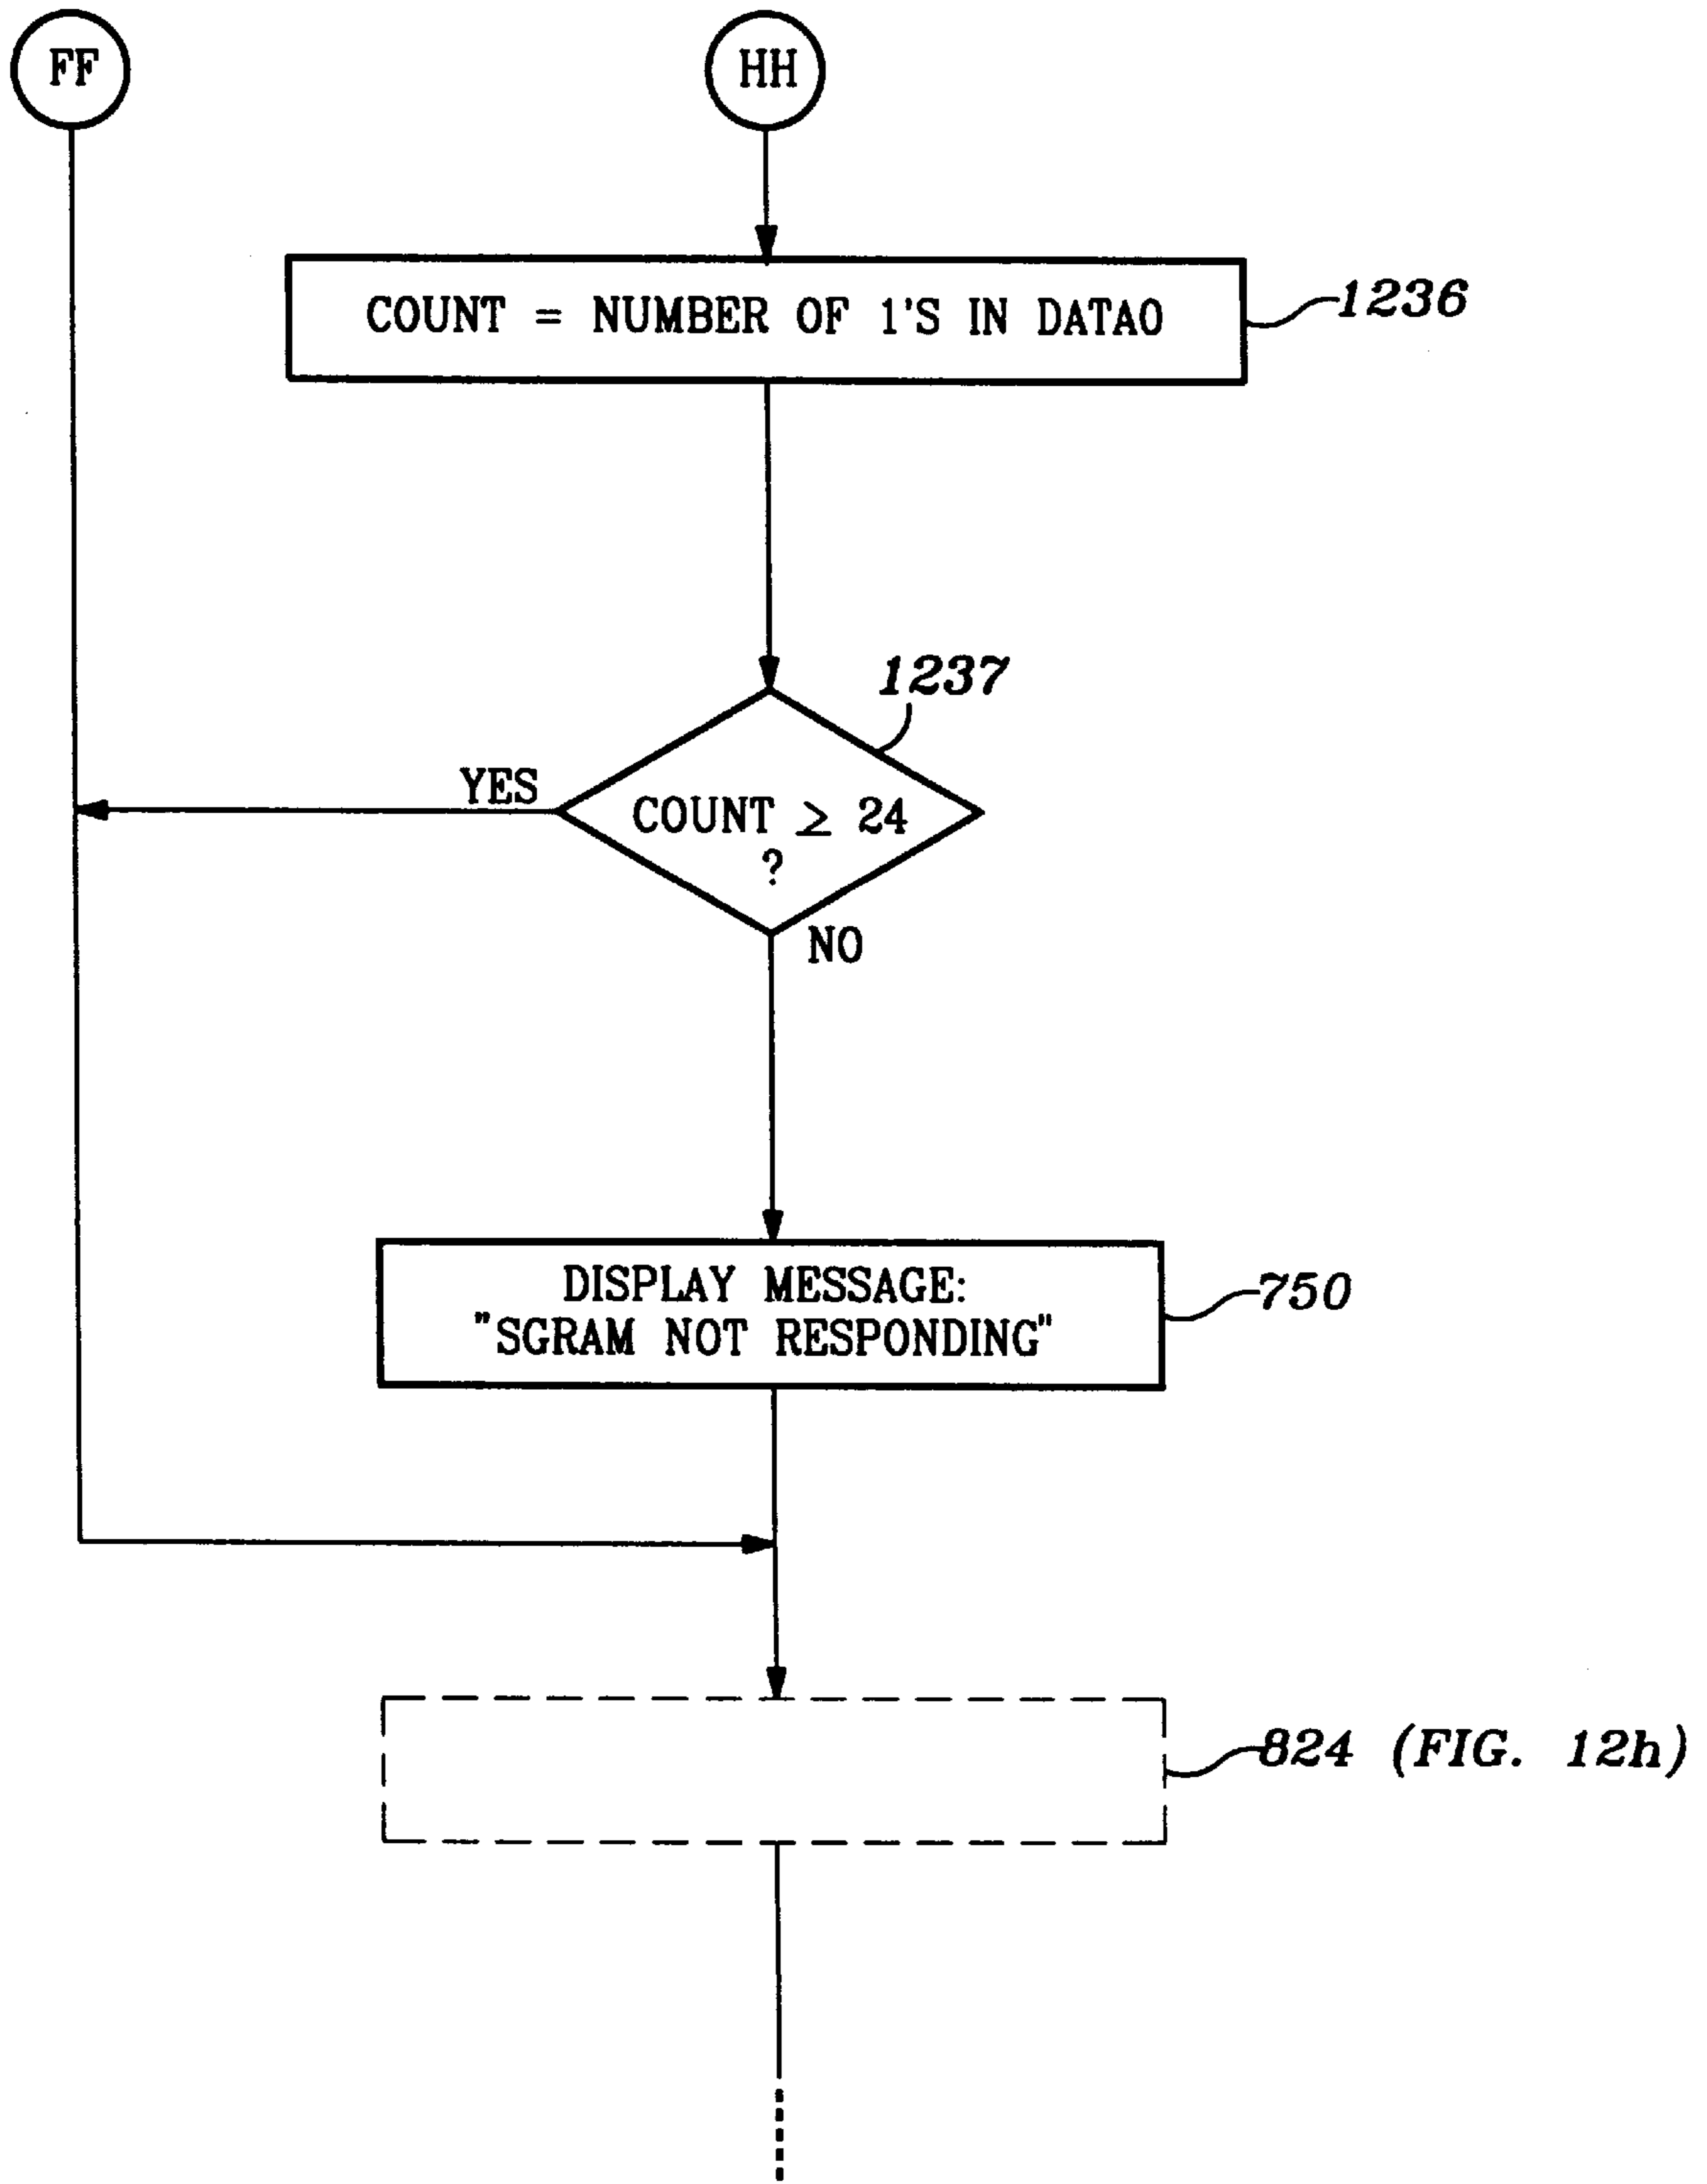 FF
HH
COUNT = NUMBER OF 1'S IN DATA0
1236
1237
YES
COUNT ≥ 24
?
NO
DISPLAY MESSAGE:
"SGRAM NOT RESPONDING"
750
824 (FIG. 12h)